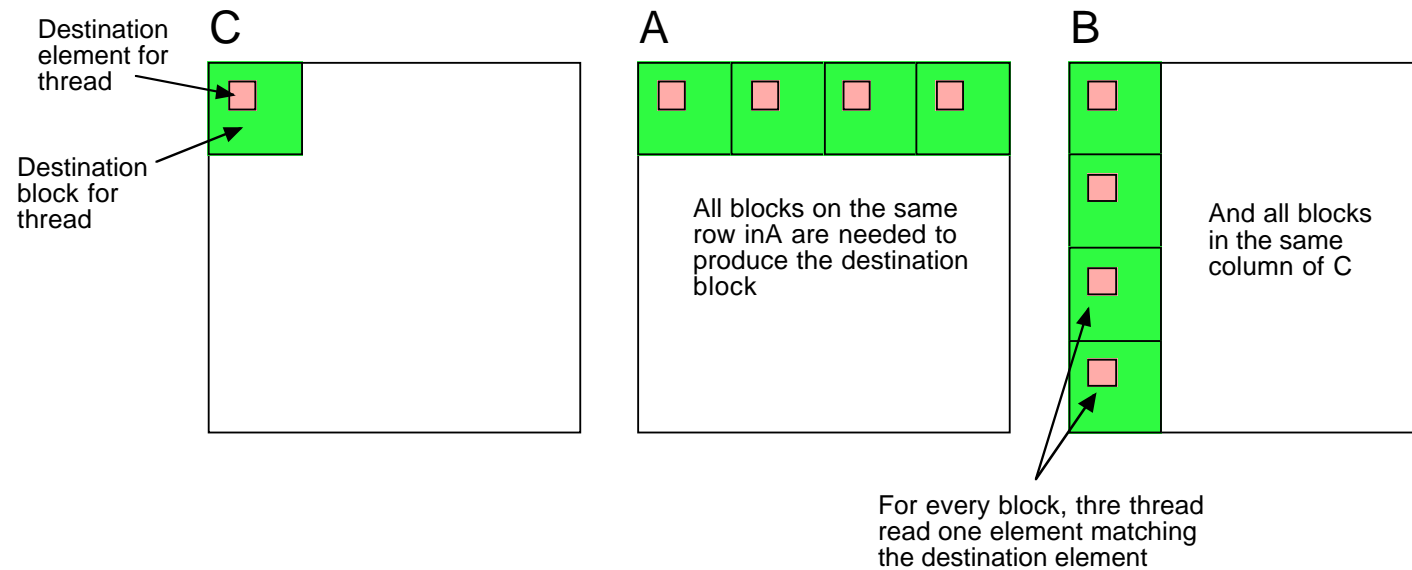 Destination
element for
thread
C
A
B
Destination
block for
thread
All blocks on the same
row inA are needed to
produce the destination
block
And all blocks
in the same
column of C
For every block, thre thread
read one element matching
the destination element